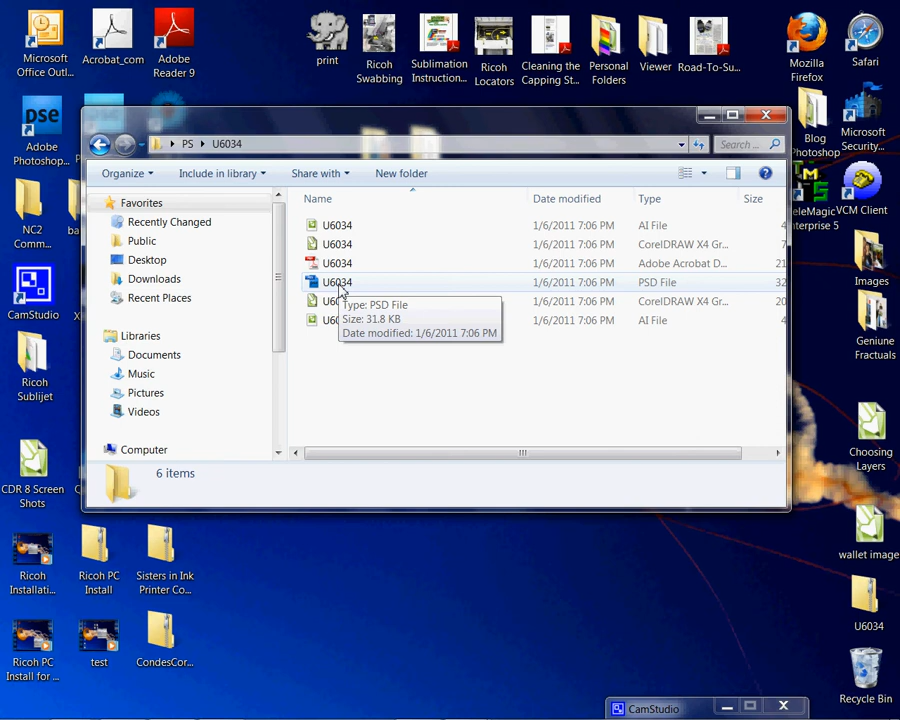 Microsoft
Office Outl...
Acrobat_com
Adobe
Reader 9
print
Ricoh
Swabbing
Sublimation
Instruction...
Ricoh
Locators
Cleaning the
Capping St...
Personal
Folders
Viewer
Road-To-Su...
Mozilla
Firefox
Safari
pse
Adobe
Photoshop...
Blog
Photoshop
Microsoft
Security...
TeleMagic
Enterprise 5
VCM Client
NC2
Comm...
CamStudio
Ricoh
Sublijet
Images
Geniune
Fractuals
CDR 8 Screen
Shots
Choosing
Layers
wallet image
Ricoh
Installati...
Ricoh PC
Install
Sisters in Ink
Printer Co...
U6034
Ricoh PC
Install for ...
test
CondesCor...
Recycle Bin
PS
U6034
Search ...
Organize
Include in library
Share with
New folder
Favorites
Recently Changed
Public
Desktop
Downloads
Recent Places
Libraries
Documents
Music
Pictures
Videos
Computer
Name Date modified Type Size
U6034 1/6/2011 7:06 PM AI File 4
U6034 1/6/2011 7:06 PM CorelDRAW X4 Gr...
U6034 1/6/2011 7:06 PM Adobe Acrobat D... 21
U6034 1/6/2011 7:06 PM PSD File 32
1/6/2011 7:06 PM CorelDRAW X4 Gr... 20
1/6/2011 7:06 PM AI File 4
Type: PSD File
Size: 31.8 KB
Date modified: 1/6/2011 7:06 PM
6 items
CamStudio